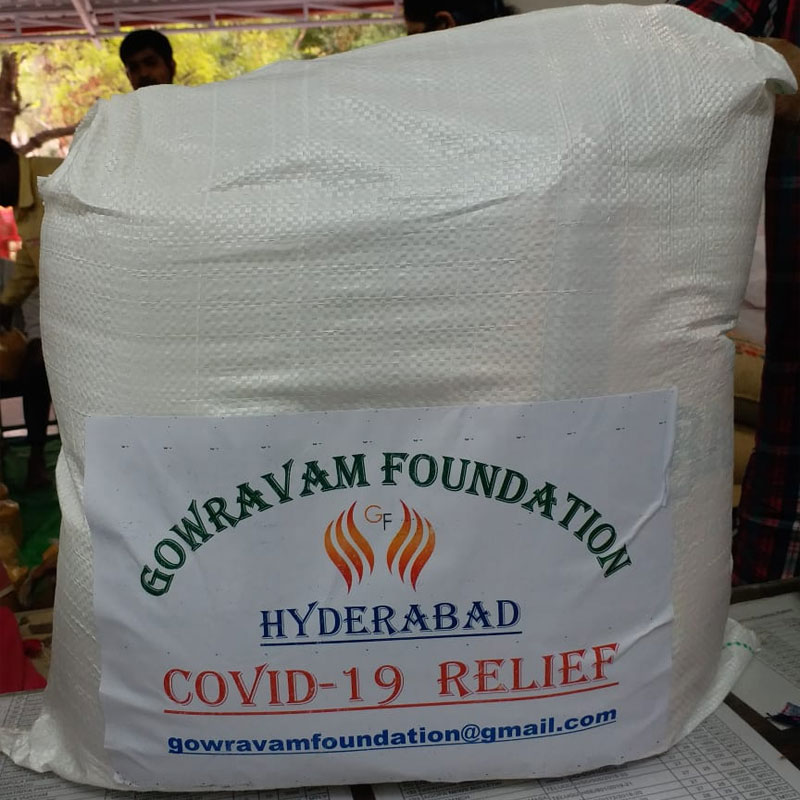 GOWRAVAM FOUNDATION
GF
HYDERABAD
COVID-19 RELIEF
gowravamfoundation@gmail.com